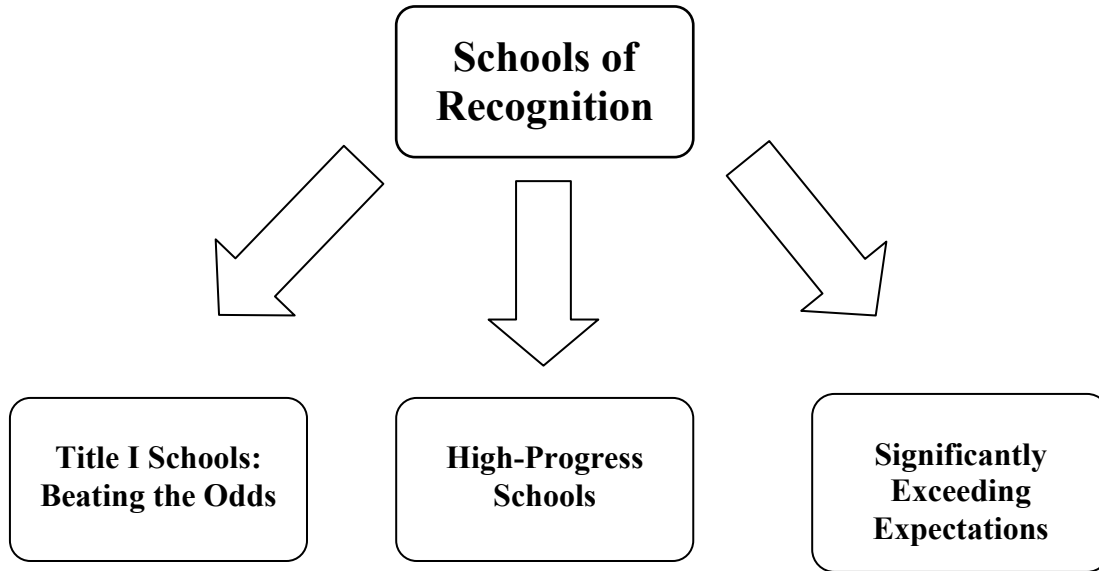 Schools of
Recognition
Title I Schools:
Beating the Odds
High-Progress
Schools
Significantly
Exceeding
Expectations